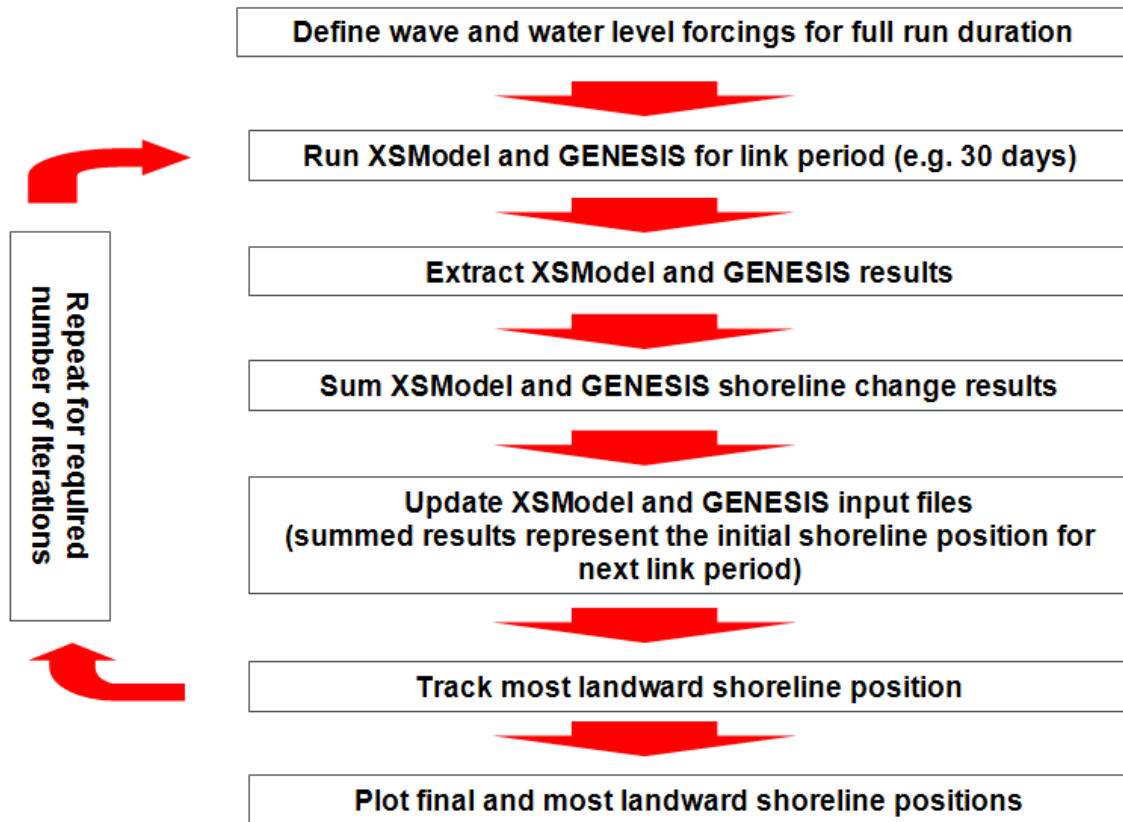 Define wave and water level forcings for full run duration
Run XSModel and GENESIS for link period (e.g. 30 days)
Extract XSModel and GENESIS results
Sum XSModel and GENESIS shoreline change results
Update XSModel and GENESIS input files
(summed results represent the initial shoreline position for
next link period)
Track most landward shoreline position
Plot final and most landward shoreline positions
Repeat for required
number of iterations